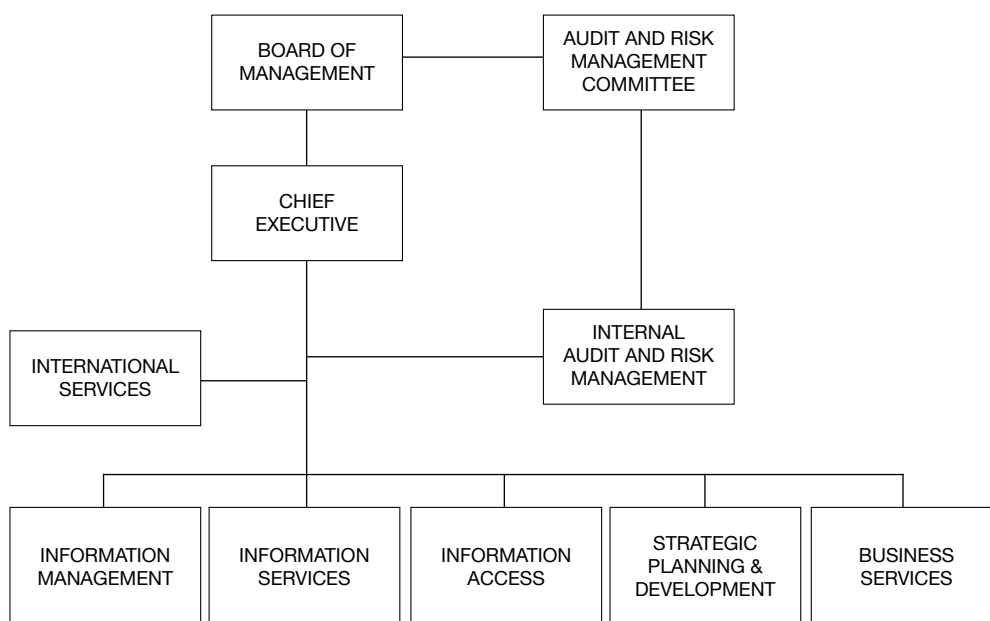 BOARD OF
MANAGEMENT
AUDIT AND RISK
MANAGEMENT
COMMITTEE
CHIEF
EXECUTIVE
INTERNATIONAL
SERVICES
INTERNAL
AUDIT AND RISK
MANAGEMENT
INFORMATION
MANAGEMENT
INFORMATION
SERVICES
INFORMATION
ACCESS
STRATEGIC
PLANNING &
DEVELOPMENT
BUSINESS
SERVICES